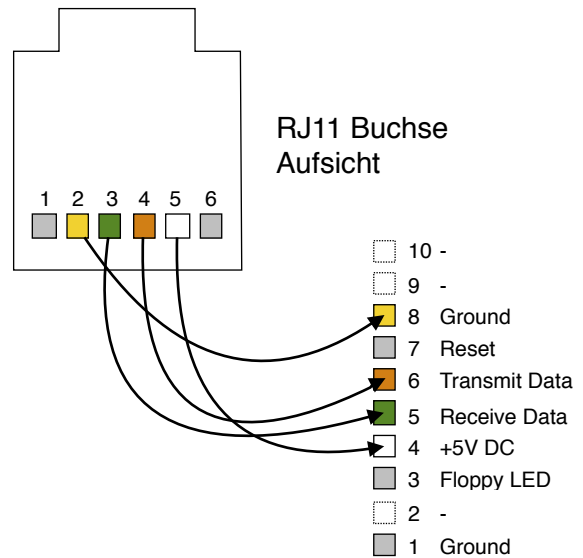 RJ11 Buchse
Aufsicht
1 2 3 4 5 6
10 -
9 -
8 Ground
7 Reset
6 Transmit Data
5 Receive Data
4 +5V DC
3 Floppy LED
2 -
1 Ground